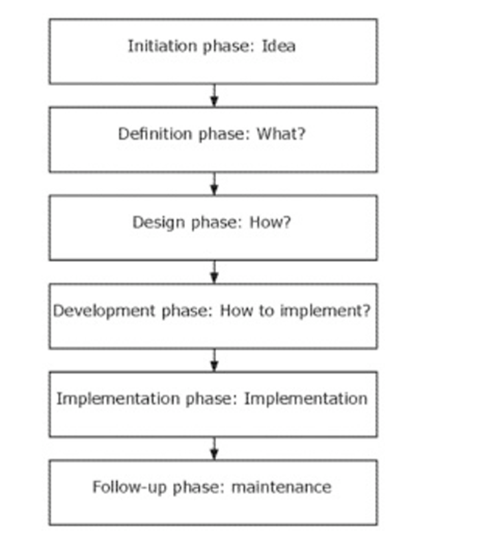 Initiation phase: Idea
Definition phase: What?
Design phase: How?
Development phase: How to implement?
Implementation phase: Implementation
Follow-up phase: maintenance